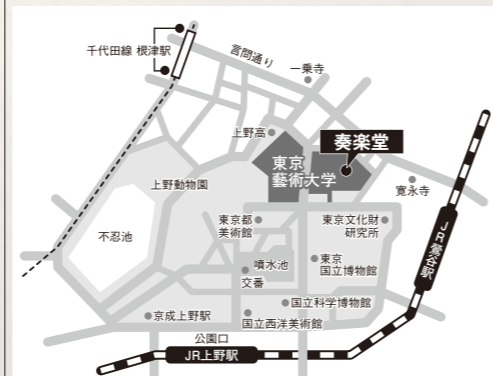 千代田線 根津駅
言問通り
一乗寺
上野高
奏楽堂
東京
藝術大学
上野動物園
寛永寺
不忍池
東京都
美術館
東京文化財
研究所
JR鶯谷駅
噴水池
東京
国立博物館
交番
国立科学博物館
京成上野駅
国立西洋美術館
公園口
JR上野駅